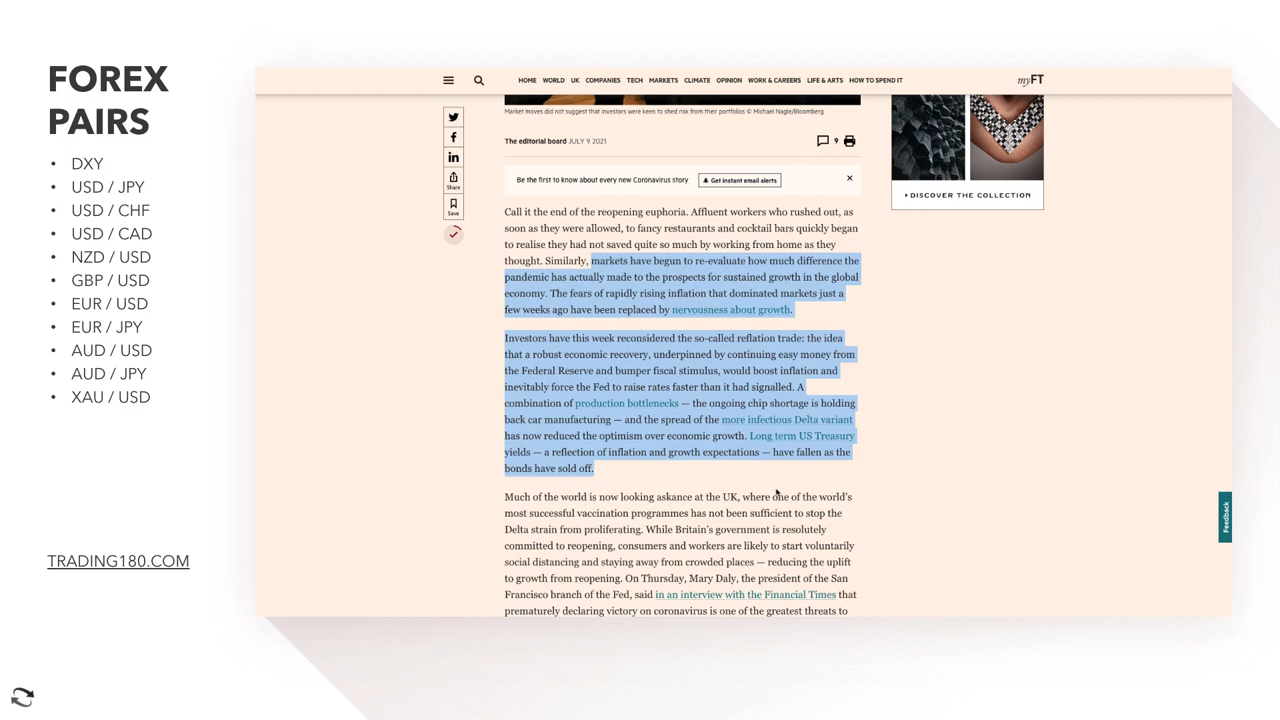 FOREX
PAIRS
• DXY
• USD / JPY
• USD / CHF
• USD / CAD
• NZD / USD
• GBP / USD
• EUR / USD
• EUR / JPY
• AUD / USD
• AUD / JPY
• XAU / USD
TRADING180.COM
HOME WORLD UK COMPANIES TECH MARKETS CLIMATE OPINION WORK & CAREERS LIFE & ARTS HOW TO SPEND IT
myFT
Market moves did not suggest that investors were keen to shed risk from their portfolios © Michael Nagle/Bloomberg
The editorial board JULY 9 2021
9
Share
Save
Be the first to know about every new Coronavirus story
Get instant email alerts
DISCOVER THE COLLECTION
Call it the end of the reopening euphoria. Affluent workers who rushed out, as
soon as they were allowed, to fancy restaurants and cocktail bars quickly began
to realise they had not saved quite so much by working from home as they
thought. Similarly, markets have begun to re-evaluate how much difference the
pandemic has actually made to the prospects for sustained growth in the global
economy. The fears of rapidly rising inflation that dominated markets just a
few weeks ago have been replaced by nervousness about growth.
Investors have this week reconsidered the so-called reflation trade: the idea
that a robust economic recovery, underpinned by continuing easy money from
the Federal Reserve and bumper fiscal stimulus, would boost inflation and
inevitably force the Fed to raise rates faster than it had signalled. A
combination of production bottlenecks — the ongoing chip shortage is holding
back car manufacturing — and the spread of the more infectious Delta variant
has now reduced the optimism over economic growth. Long term US Treasury
yields — a reflection of inflation and growth expectations — have fallen as the
bonds have sold off.
Much of the world is now looking askance at the UK, where one of the world's
most successful vaccination programmes has not been sufficient to stop the
Delta strain from proliferating. While Britain's government is resolutely
committed to reopening, consumers and workers are likely to start voluntarily
social distancing and staying away from crowded places — reducing the uplift
to growth from reopening. On Thursday, Mary Daly, the president of the San
Francisco branch of the Fed, said in an interview with the Financial Times that
prematurely declaring victory on coronavirus is one of the greatest threats to
Feedback